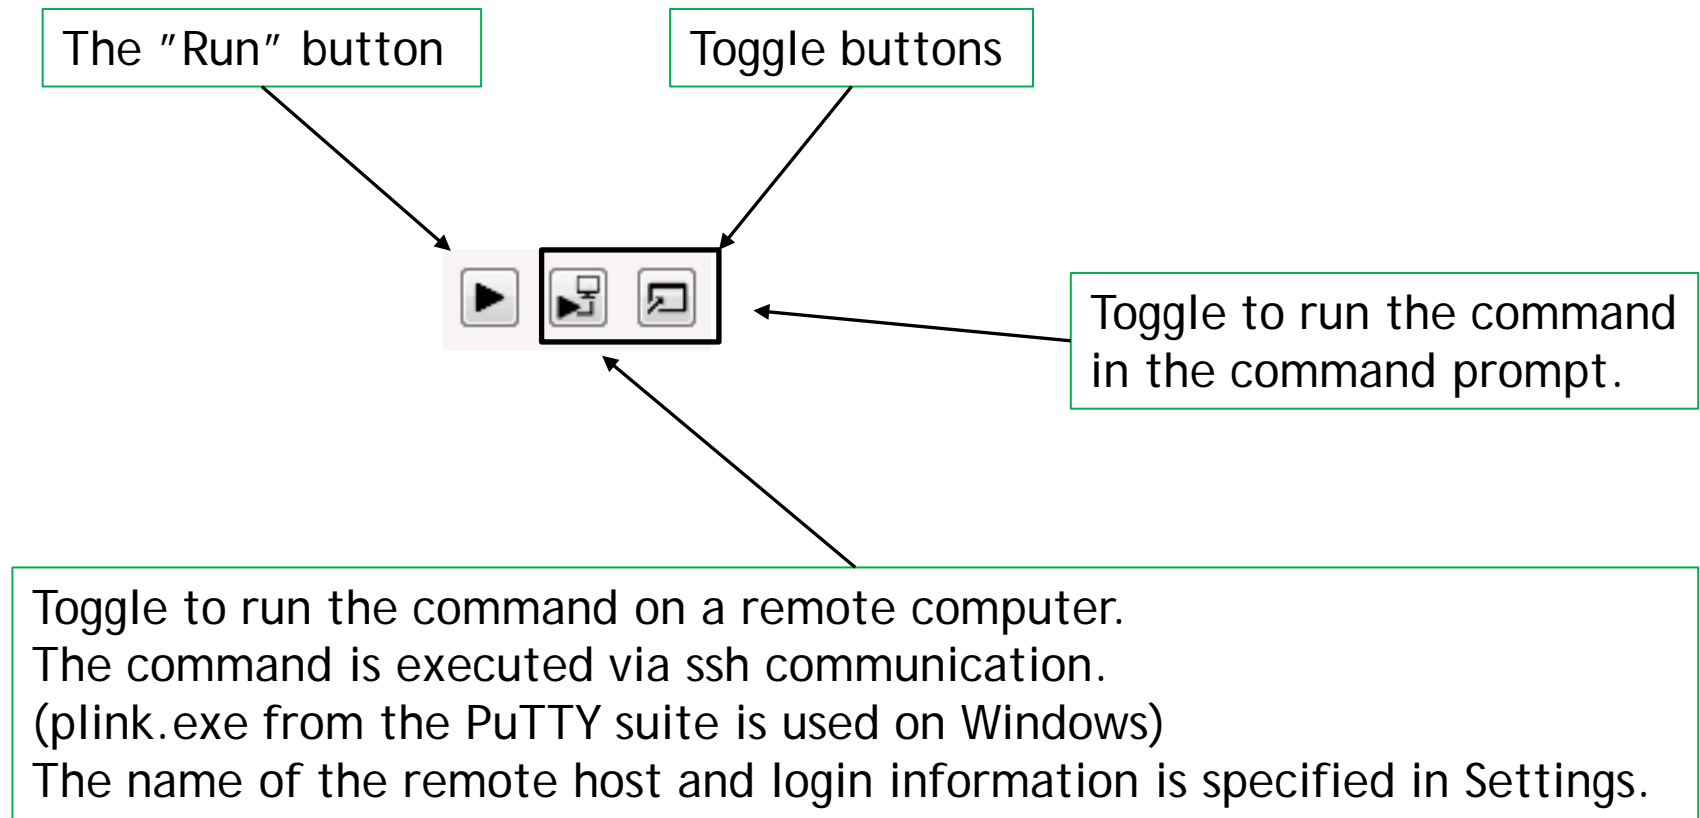 The "Run" button
Toggle buttons
Toggle to run the command
in the command prompt.
Toggle to run the command on a remote computer.
The command is executed via ssh communication.
(plink.exe from the PuTTY suite is used on Windows)
The name of the remote host and login information is specified in Settings.